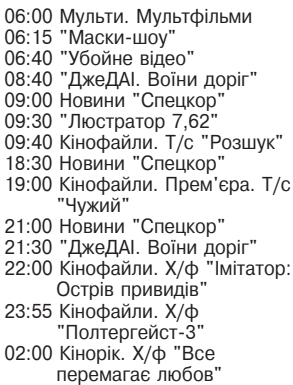 06:00 Мульти. Мультфільми
06:15 "Маски-шоу"
06:40 "Убойне відео"
08:40 "ДжеДАІ. Воїни доріг"
09:00 Новини "Спецкор"
09:30 "Люстратор 7,62"
09:40 Кінофайли. Т/с "Розшук"
18:30 Новини "Спецкор"
19:00 Кінофайли. Прем'єра. Т/с
"Чужий"
21:00 Новини "Спецкор"
21:30 "ДжеДАІ. Воїни доріг"
22:00 Кінофайли. Х/ф "Імітатор:
Острів привидів"
23:55 Кінофайли. Х/ф
"Полтергейст-3"
02:00 Кінорік. Х/ф "Все
перемагає любов"